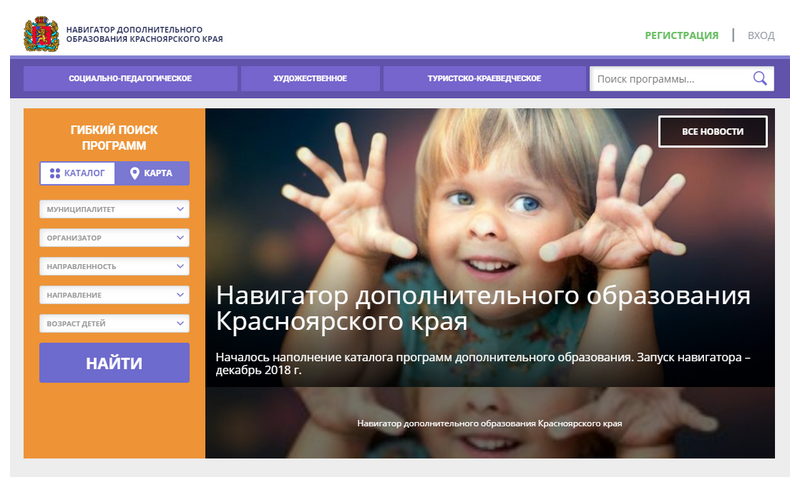 НАВИГАТОР ДОПОЛНИТЕЛЬНОГО
ОБРАЗОВАНИЯ КРАСНОЯРСКОГО КРАЯ
РЕГИСТРАЦИЯ | ВХОД
СОЦИАЛЬНО-ПЕДАГОГИЧЕСКОЕ
ХУДОЖЕСТВЕННОЕ
ТУРИСТСКО-КРАЕВЕДЧЕСКОЕ
Поиск программы...
ГИБКИЙ ПОИСК
ПРОГРАММ
КАТАЛОГ
КАРТА
МУНИЦИПАЛИТЕТ
ОРГАНИЗАТОР
НАПРАВЛЕННОСТЬ
НАПРАВЛЕНИЕ
ВОЗРАСТ ДЕТЕЙ
НАЙТИ
ВСЕ НОВОСТИ
Навигатор дополнительного образования
Красноярского края
Началось наполнение каталога программ дополнительного образования. Запуск навигатора –
декабрь 2018 г.
Навигатор дополнительного образования Красноярского края